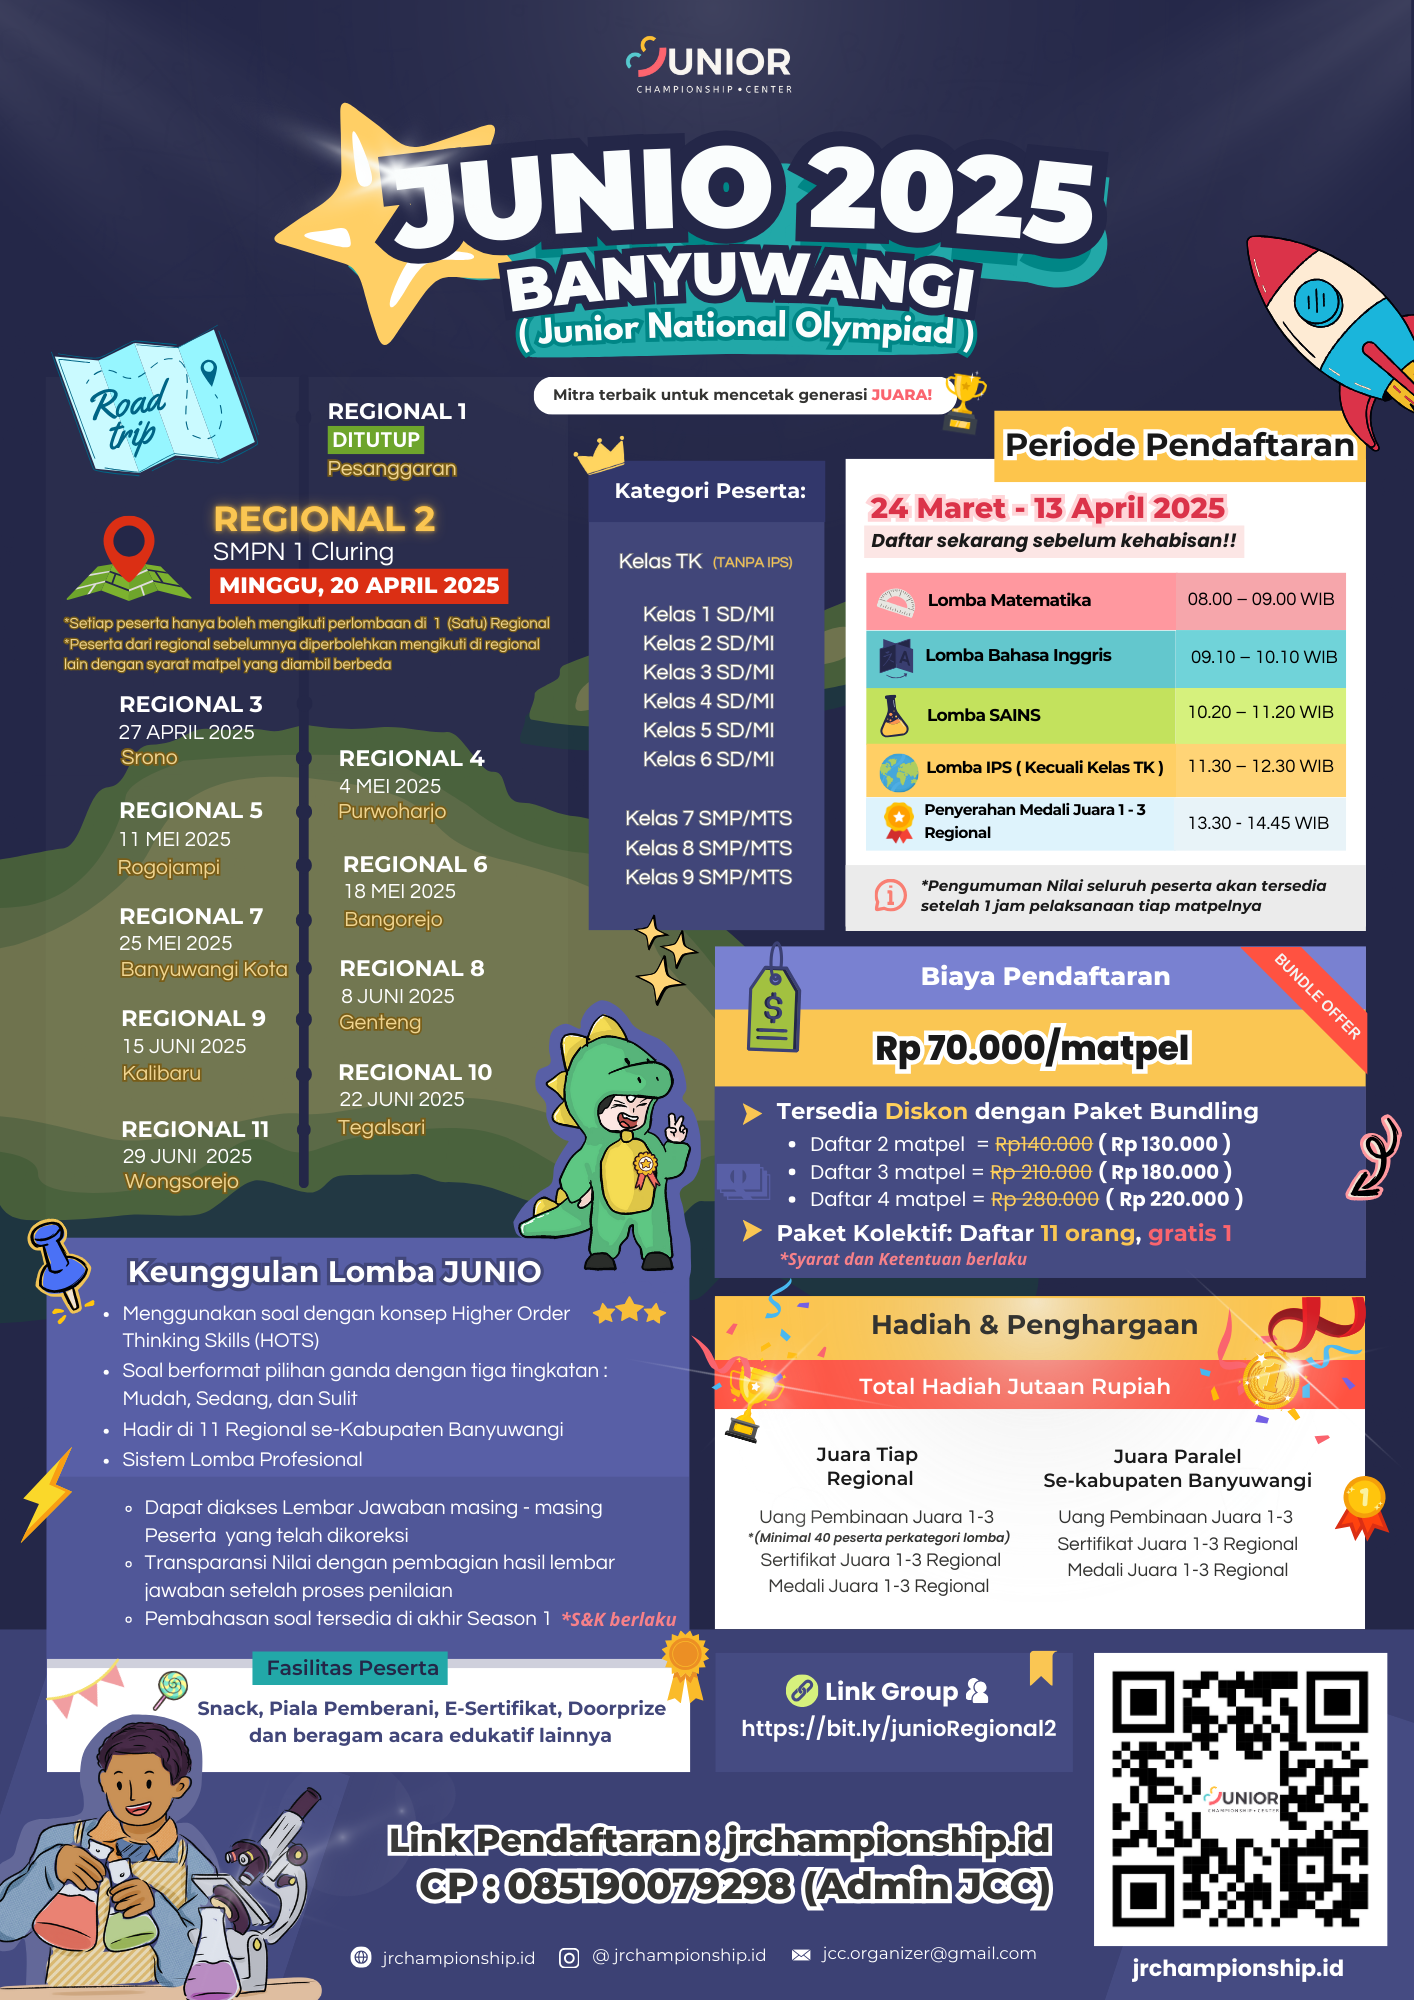 JUNIOR
CHAMPIONSHIP • CENTER
JUNIO 2025
BANYUWANGI
( Junior National Olympiad )
Mitra terbaik untuk mencetak generasi JUARA!
Road
trip
REGIONAL 1
DITUTUP
Pesanggaran
REGIONAL 2
SMPN 1 Cluring
MINGGU, 20 APRIL 2025
*Setiap peserta hanya boleh mengikuti perlombaan di 1 (Satu) Regional
*Peserta dari regional sebelumnya diperbolehkan mengikuti di regional
lain dengan syarat matpel yang diambil berbeda
REGIONAL 3
27 APRIL 2025
Srono
REGIONAL 4
4 MEI 2025
Purwoharjo
REGIONAL 5
11 MEI 2025
Rogojampi
REGIONAL 6
18 MEI 2025
Bangorejo
REGIONAL 7
25 MEI 2025
Banyuwangi Kota
REGIONAL 8
8 JUNI 2025
Genteng
REGIONAL 9
15 JUNI 2025
Kalibaru
REGIONAL 10
22 JUNI 2025
Tegalsari
REGIONAL 11
29 JUNI 2025
Wongsorejo
Kategori Peserta:
Kelas TK (TANPA IPS)
Kelas 1 SD/MI
Kelas 2 SD/MI
Kelas 3 SD/MI
Kelas 4 SD/MI
Kelas 5 SD/MI
Kelas 6 SD/MI
Kelas 7 SMP/MTS
Kelas 8 SMP/MTS
Kelas 9 SMP/MTS
Periode Pendaftaran
24 Maret - 13 April 2025
Daftar sekarang sebelum kehabisan!!
Lomba Matematika 08.00 – 09.00 WIB
Lomba Bahasa Inggris 09.10 – 10.10 WIB
Lomba SAINS 10.20 – 11.20 WIB
Lomba IPS ( Kecuali Kelas TK ) 11.30 – 12.30 WIB
Penyerahan Medali Juara 1 - 3
Regional
13.30 - 14.45 WIB
*Pengumuman Nilai seluruh peserta akan tersedia
setelah 1 jam pelaksanaan tiap matpelnya
Biaya Pendaftaran
BUNDLE OFFER
$
Rp 70.000/matpel
Tersedia Diskon dengan Paket Bundling
• Daftar 2 matpel = Rp140.000 ( Rp 130.000 )
• Daftar 3 matpel = Rp 210.000 ( Rp 180.000 )
• Daftar 4 matpel = Rp 280.000 ( Rp 220.000 )
Paket Kolektif: Daftar 11 orang, gratis 1
*Syarat dan Ketentuan berlaku
Keunggulan Lomba JUNIO
• Menggunakan soal dengan konsep Higher Order
Thinking Skills (HOTS)
• Soal berformat pilihan ganda dengan tiga tingkatan :
Mudah, Sedang, dan Sulit
• Hadir di 11 Regional se-Kabupaten Banyuwangi
• Sistem Lomba Profesional
Dapat diakses Lembar Jawaban masing - masing
Peserta yang telah dikoreksi
Transparansi Nilai dengan pembagian hasil lembar
jawaban setelah proses penilaian
Pembahasan soal tersedia di akhir Season 1 *S&K berlaku
Hadiah & Penghargaan
Total Hadiah Jutaan Rupiah
1
Juara Tiap
Regional
Uang Pembinaan Juara 1-3
*(Minimal 40 peserta perkategori lomba)
Sertifikat Juara 1-3 Regional
Medali Juara 1-3 Regional
Juara Paralel
Se-kabupaten Banyuwangi
Uang Pembinaan Juara 1-3
Sertifikat Juara 1-3 Regional
Medali Juara 1-3 Regional
1
Fasilitas Peserta
Snack, Piala Pemberani, E-Sertifikat, Doorprize
dan beragam acara edukatif lainnya
Link Group
https://bit.ly/junioRegional2
JUNIOR
CHAMPIONSHIP • CENTER
Link Pendaftaran : jrchampionship.id
CP : 085190079298 (Admin JCC)
jrchampionship.id @ jrchampionship.id jcc.organizer@gmail.com
jrchampionship.id